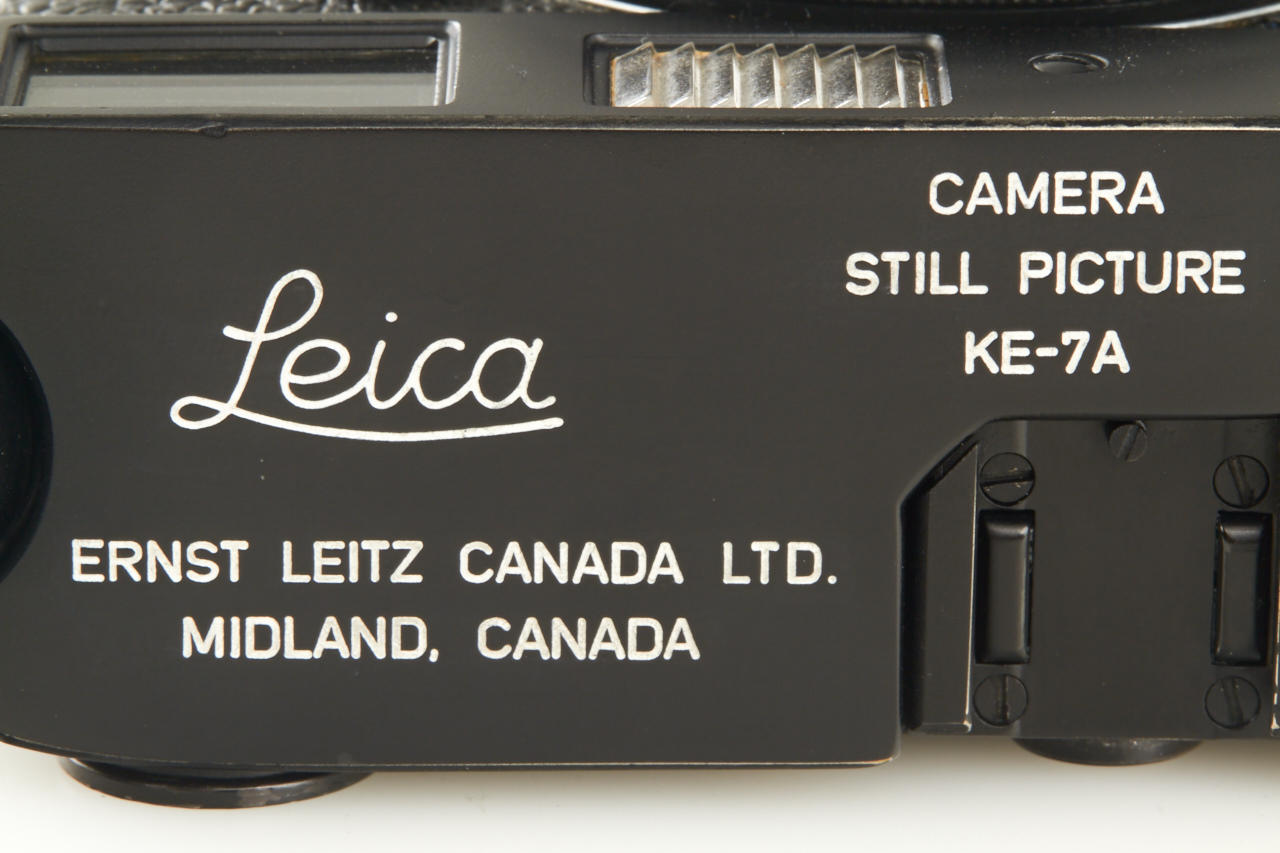 CAMERA
STILL PICTURE
KE-7A
Leica
ERNST LEITZ CANADA LTD.
MIDLAND, CANADA